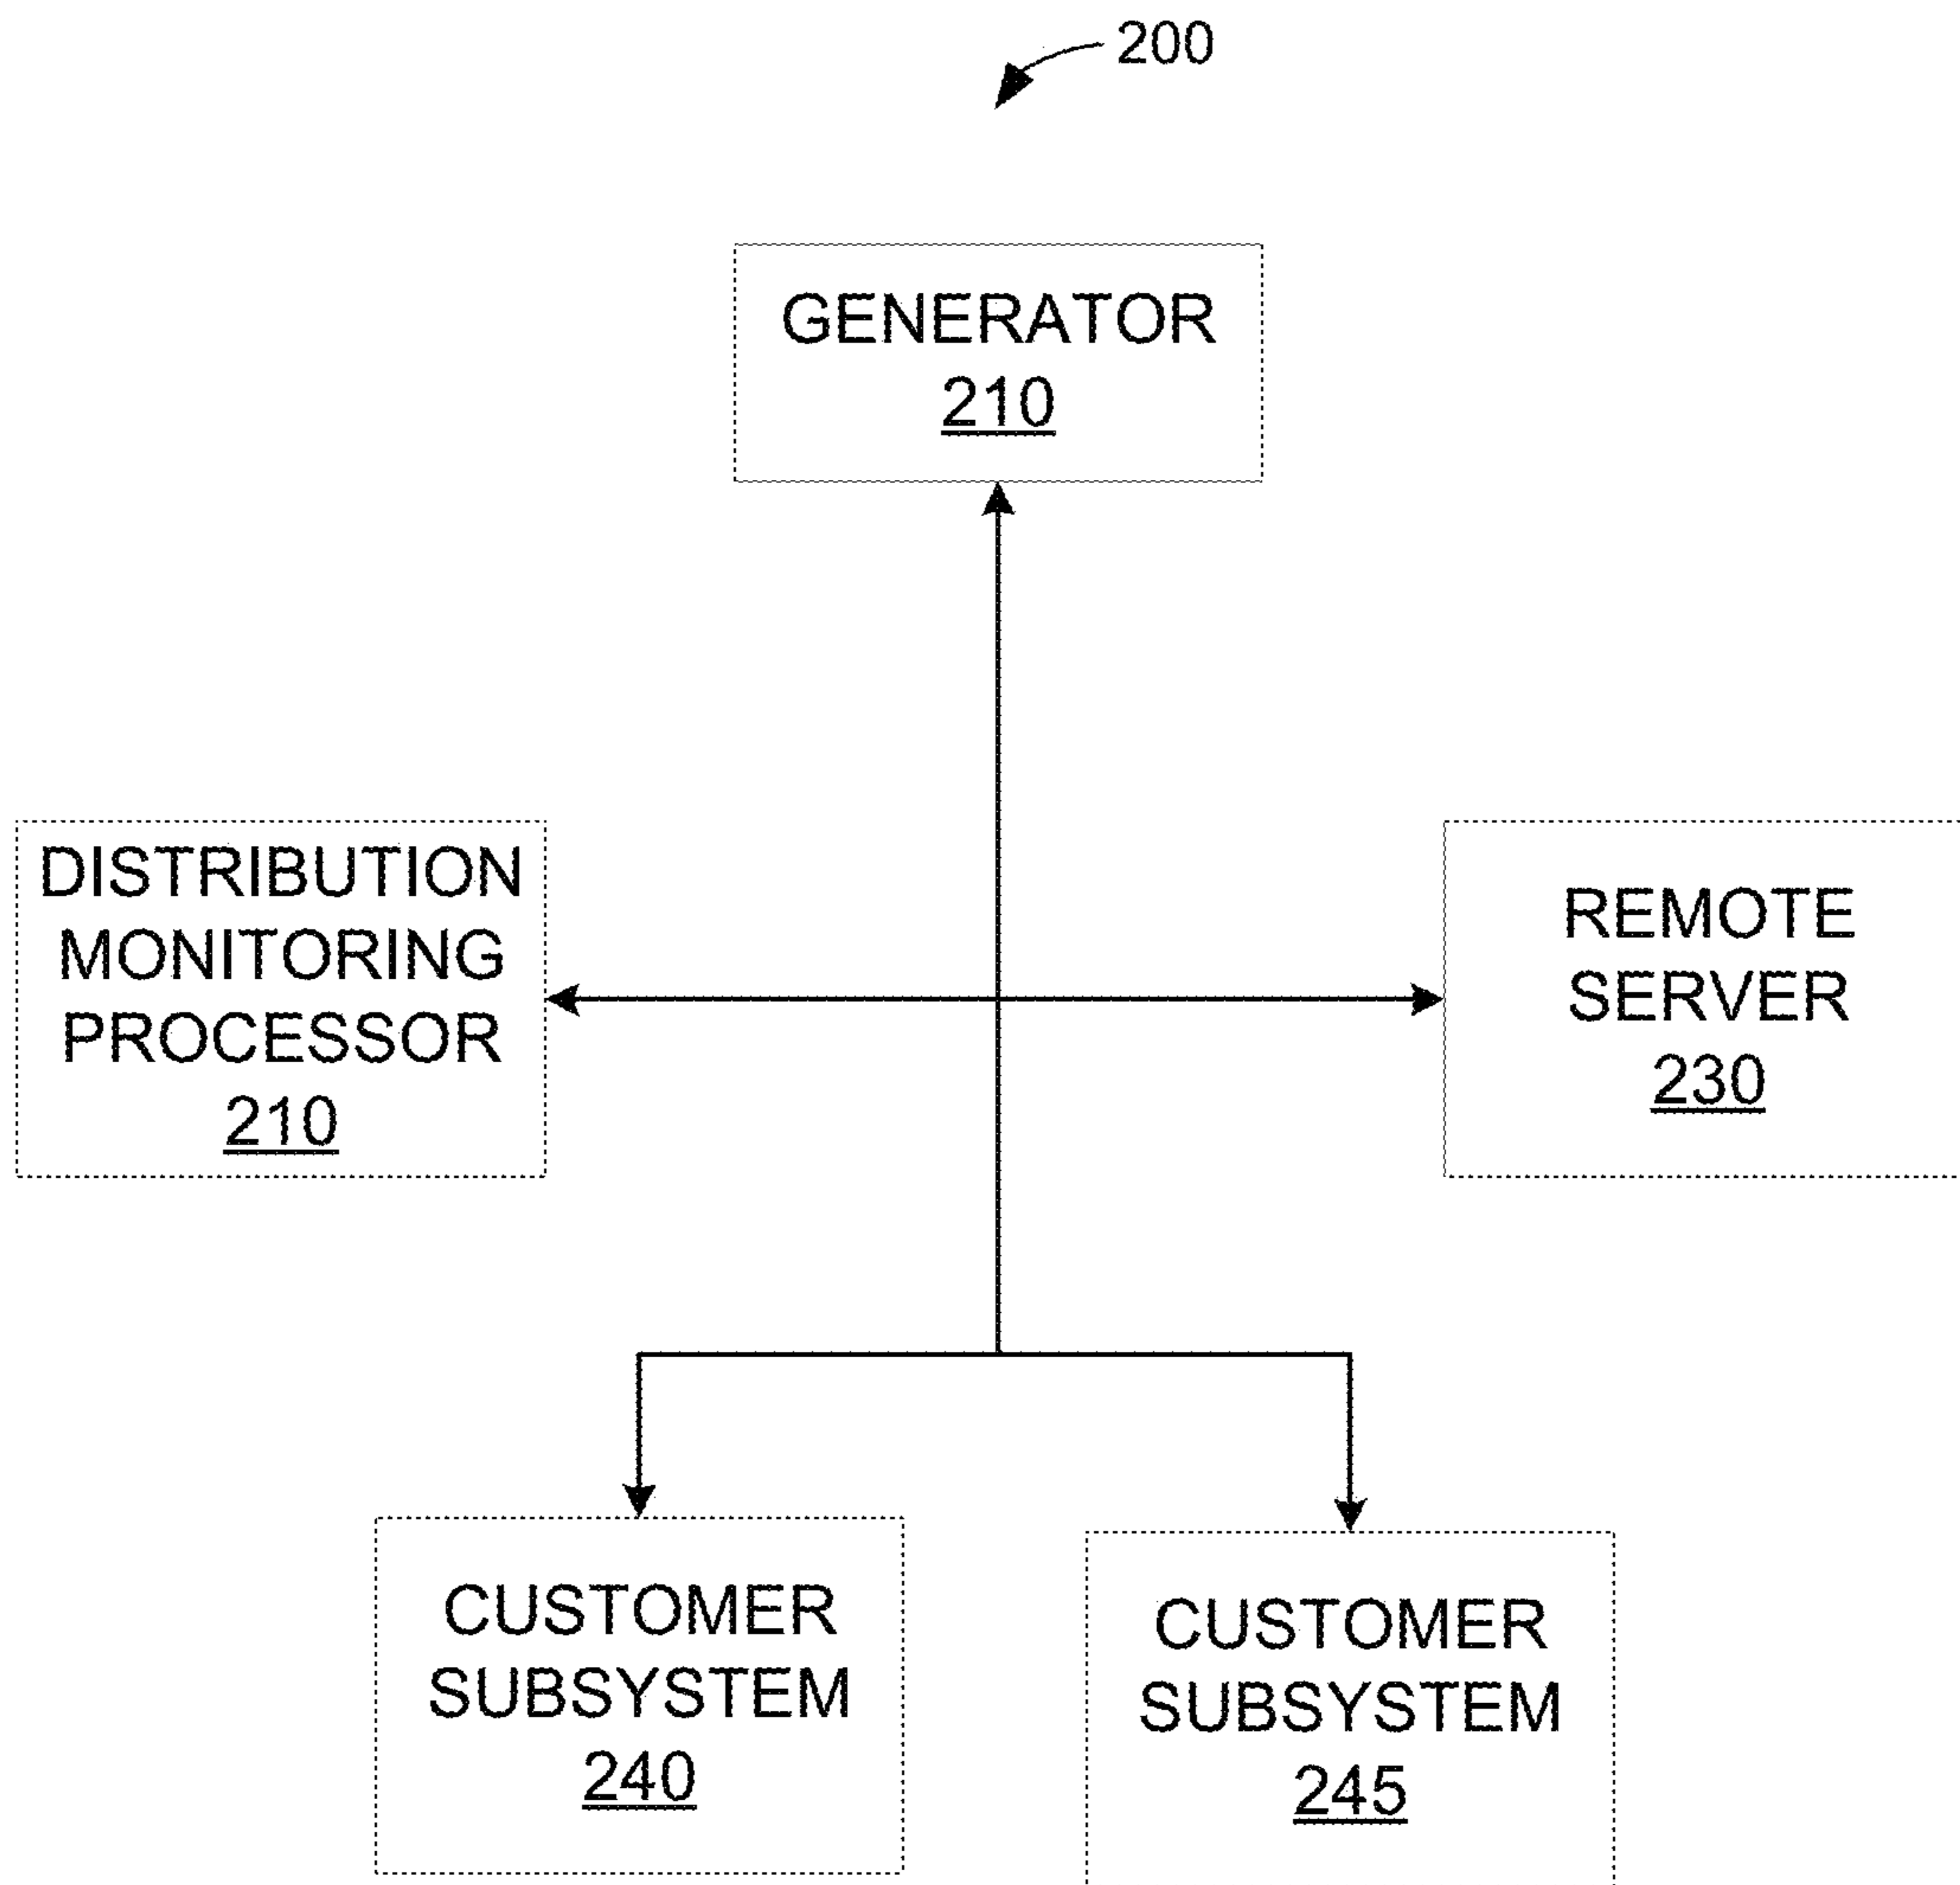 200
GENERATOR
210
DISTRIBUTION
MONITORING
PROCESSOR
210
REMOTE
SERVER
230
CUSTOMER
SUBSYSTEM
240
CUSTOMER
SUBSYSTEM
245